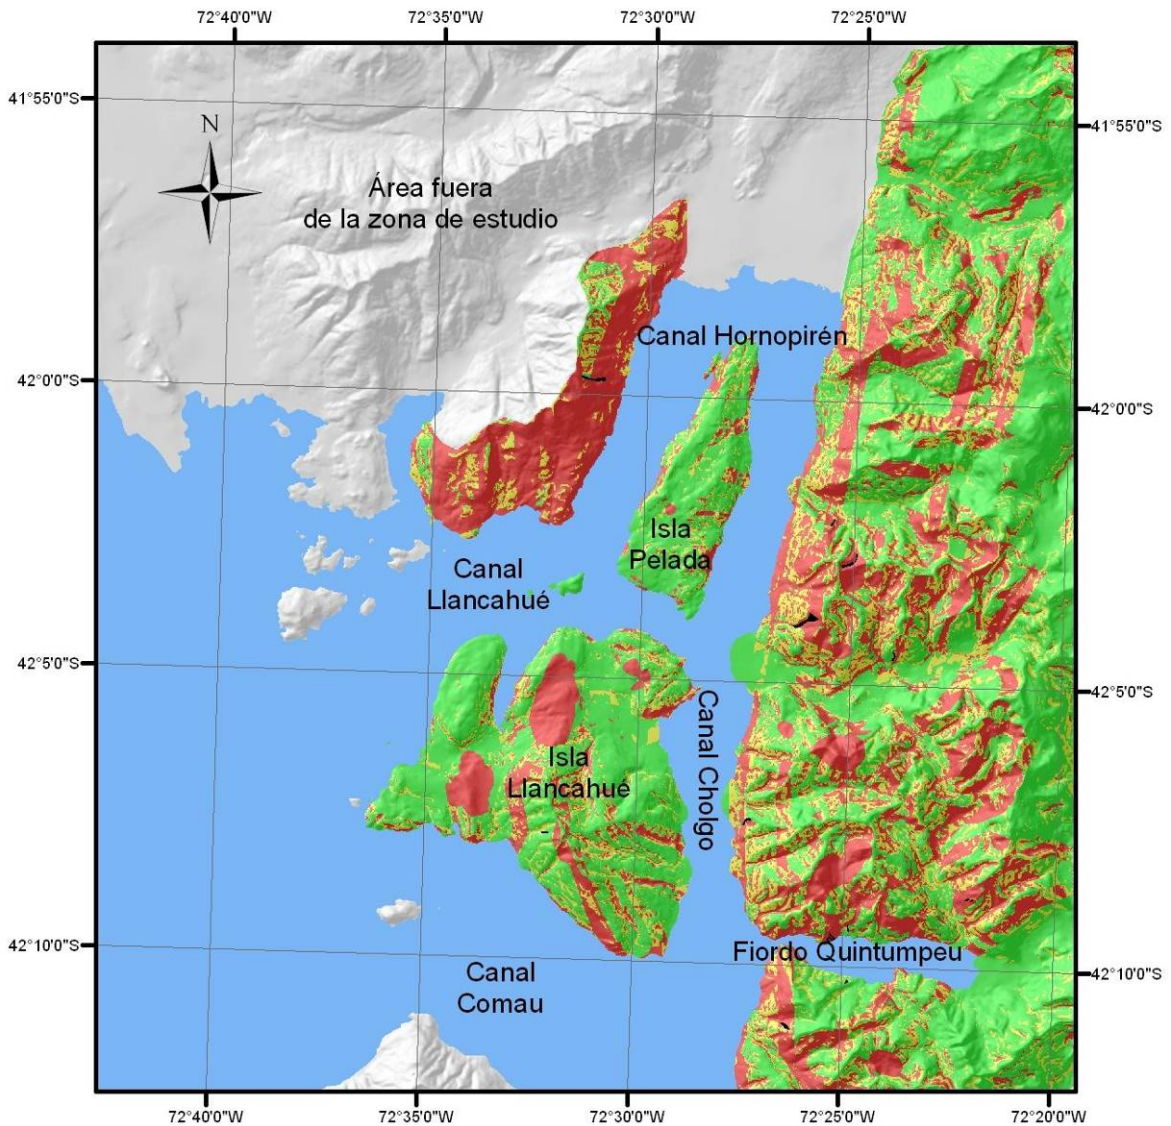 72°40'0"W
72°35'0"W
72°30'0"W
72°25'0"W
41°55'0"S
41°55'0"S
N
Área fuera
de la zona de estudio
Canal Hornopirén
42°0'0"S
42°0'0"S
Isla
Pelada
Canal
Llancahué
42°5'0"S
42°5'0"S
Canal Cholgo
Isla
Llancahué
42°10'0"S
Fiordo Quintumpeu
42°10'0"S
Canal
Comau
72°40'0"W
72°35'0"W
72°30'0"W
72°25'0"W
72°20'0"W